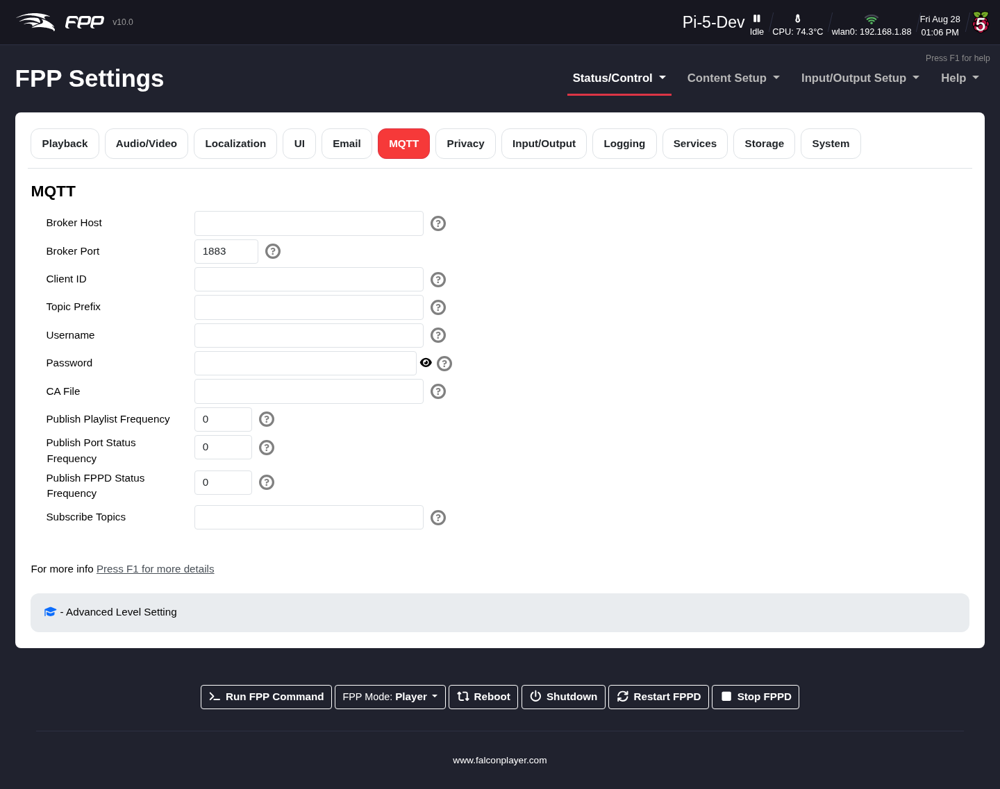 FPP v10.0
Pi-5-Dev
Idle
CPU: 74.3°C
wlan0: 192.168.1.88
Fri Aug 28
01:06 PM
5
Press F1 for help
FPP Settings
Status/Control
Content Setup
Input/Output Setup
Help
Playback
Audio/Video
Localization
UI
Email
MQTT
Privacy
Input/Output
Logging
Services
Storage
System
MQTT
Broker Host
Broker Port 1883
Client ID
Topic Prefix
Username
Password
CA File
Publish Playlist Frequency 0
Publish Port Status
Frequency
0
Publish FPPD Status
Frequency
0
Subscribe Topics
For more info Press F1 for more details
- Advanced Level Setting
Run FPP Command
FPP Mode: Player
Reboot
Shutdown
Restart FPPD
Stop FPPD
www.falconplayer.com